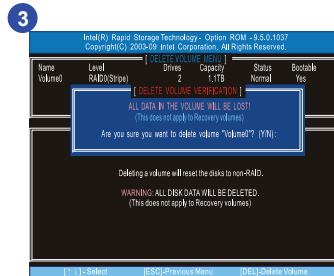 3
Intel(R) Rapid Storage Technology - Option ROM - 9.5.0.1037
Copyright(C) 2003-09 Intel Corporation, All Rights Reserved.
[ DELETE VOLUME MENU ]
Name Level Drives Capacity Status Bootable
Volume0 RAID0(Stripe) 2 1.1TB Normal Yes
[ DELETE VOLUME VERIFICATION ]
ALL DATA IN THE VOLUME WILL BE LOST!
(This does not apply to Recovery volumes)
Are you sure you want to delete volume "Volume0"? (Y/N):
Deleting a volume will reset the disks to non-RAID.
WARNING: ALL DISK DATA WILL BE DELETED.
(This does not apply to Recovery volumes)
[↑↓]- Select [ESC]-Previous Menu [DEL]-Delete Volume